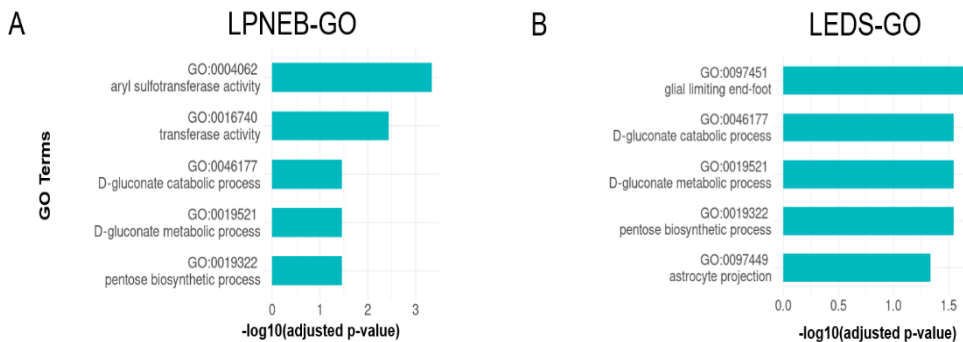 A
LPNEB-GO
GO Terms
GO:0004062
aryl sulfotransferase activity
GO:0016740
transferase activity
GO:0046177
D-gluconate catabolic process
GO:0019521
D-gluconate metabolic process
GO:0019322
pentose biosynthetic process
0 1 2 3
-log10(adjusted p-value)
B
LEDS-GO
GO:0097451
glial limiting end-foot
GO:0046177
D-gluconate catabolic process
GO:0019521
D-gluconate metabolic process
GO:0019322
pentose biosynthetic process
GO:0097449
astrocyte projection
0.0 0.5 1.0 1.5
-log10(adjusted p-value)